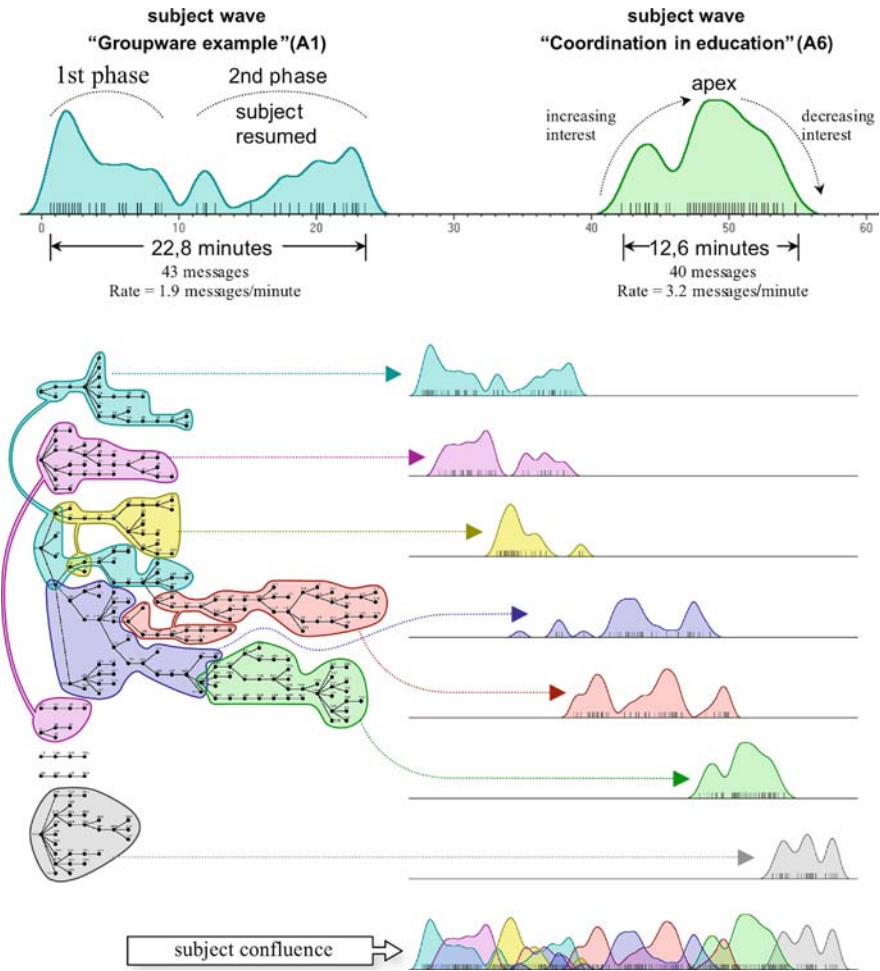 subject wave
“Groupware example”(A1)
subject wave
“Coordination in education” (A6)
1st phase
2nd phase
subject
resumed
increasing
interest
apex
decreasing
interest
0 10 20 30 40 50 60
22,8 minutes
43 messages
Rate = 1.9 messages/minute
12,6 minutes
40 messages
Rate = 3.2 messages/minute
subject confluence